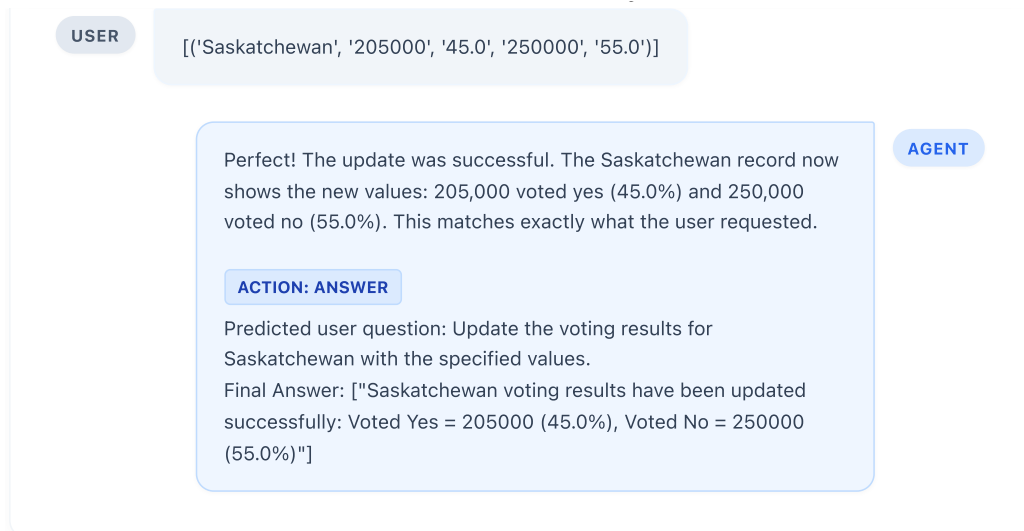 USER
[('Saskatchewan', '205000', '45.0', '250000', '55.0')]
AGENT
Perfect! The update was successful. The Saskatchewan record now
shows the new values: 205,000 voted yes (45.0%) and 250,000
voted no (55.0%). This matches exactly what the user requested.
ACTION: ANSWER
Predicted user question: Update the voting results for
Saskatchewan with the specified values.
Final Answer: ["Saskatchewan voting results have been updated
successfully: Voted Yes = 205000 (45.0%), Voted No = 250000
(55.0%)"]